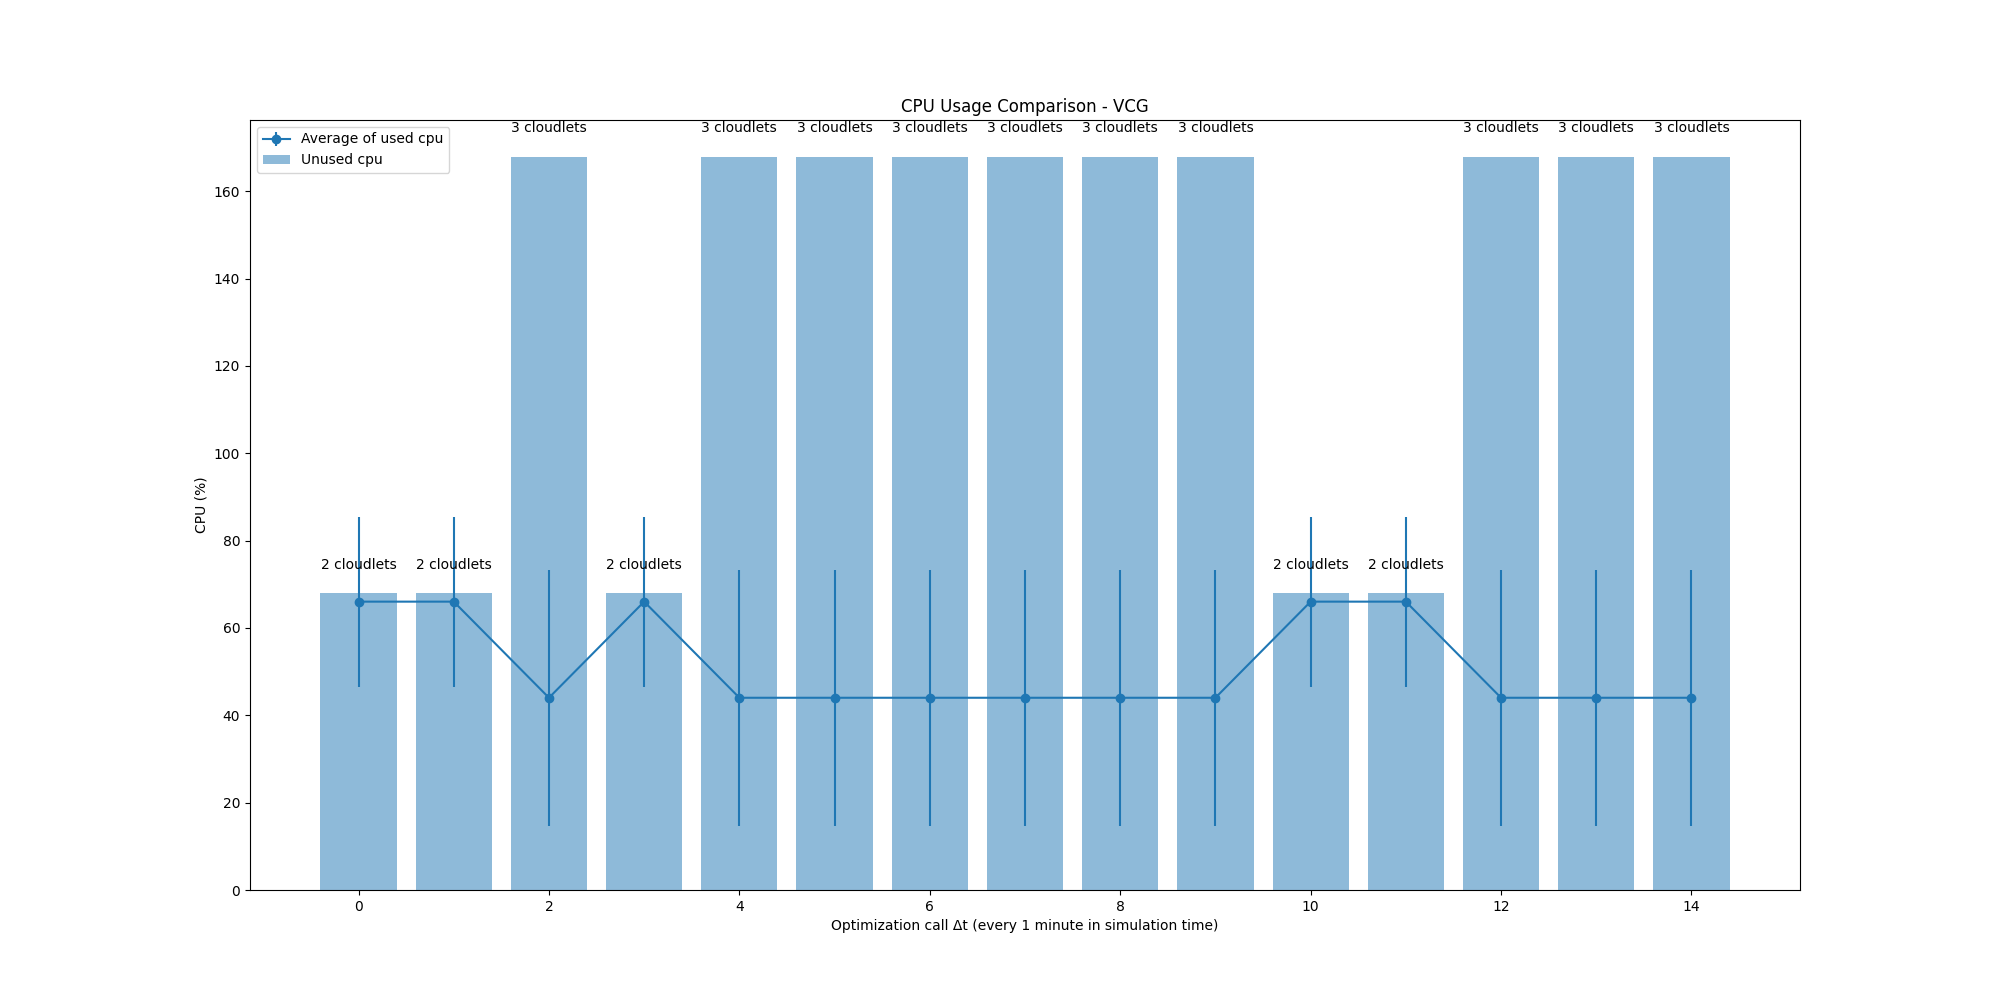 CPU Usage Comparison - VCG
Average of used cpu
Unused cpu
3 cloudlets
3 cloudlets
3 cloudlets
3 cloudlets
3 cloudlets
3 cloudlets
3 cloudlets
3 cloudlets
3 cloudlets
3 cloudlets
2 cloudlets
2 cloudlets
2 cloudlets
2 cloudlets
2 cloudlets
CPU (%)
160
140
120
100
80
60
40
20
0
0 2 4 6 8 10 12 14
Optimization call Δt (every 1 minute in simulation time)